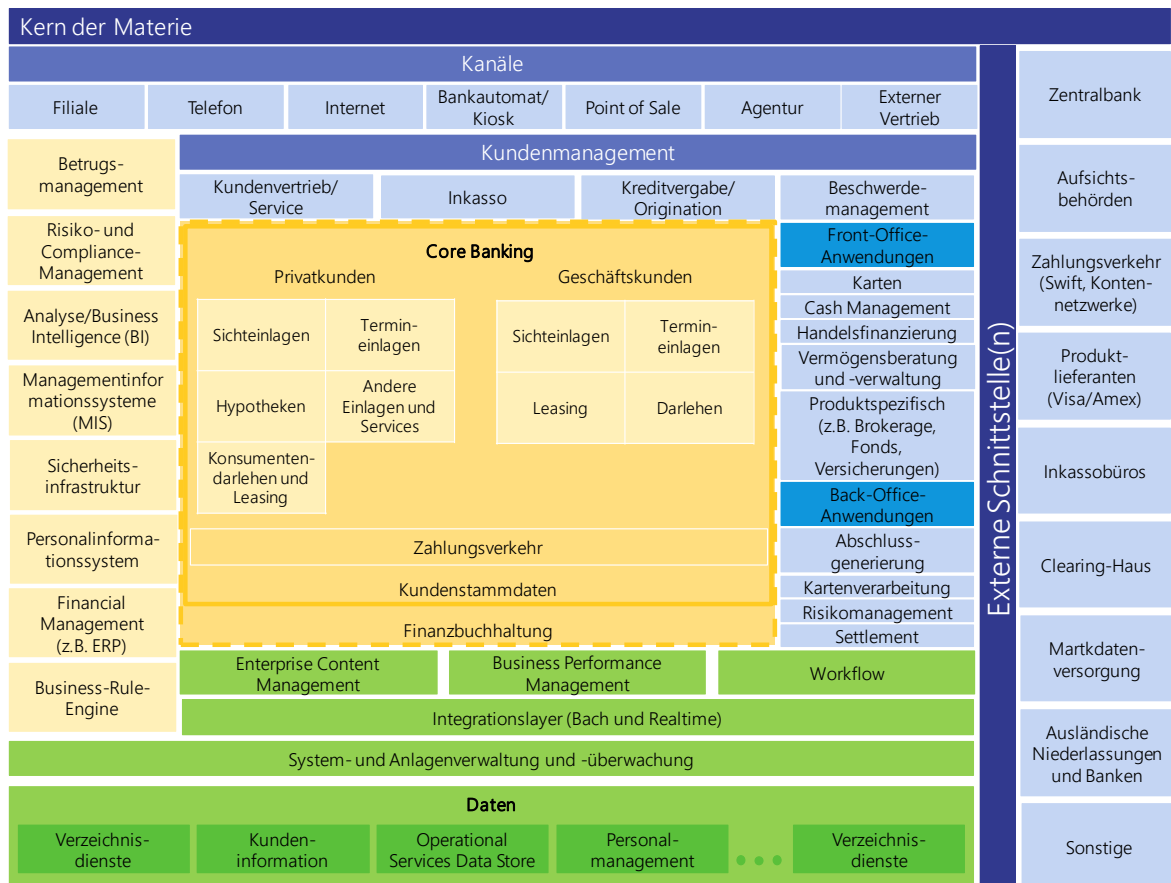 Kern der Materie
Kanäle
Filiale
Telefon
Internet
Bankautomat/
Kiosk
Point of Sale
Agentur
Externer
Vertrieb
Betrugs-
management
Risiko- und
Compliance-
Management
Analyse/Business
Intelligence (BI)
Managementinfor
mationssysteme
(MIS)
Sicherheits-
infrastruktur
Personalinforma-
tionssystem
Financial
Management
(z.B. ERP)
Business-Rule-
Engine
Kundenmanagement
Kundenvertrieb/
Service
Inkasso
Kreditvergabe/
Origination
Beschwerde-
management
Core Banking
Privatkunden
Sichteinlagen
Termin-
einlagen
Hypotheken
Andere
Einlagen und
Services
Konsumenten-
darlehen und
Leasing
Geschäftskunden
Sichteinlagen
Termin-
einlagen
Leasing
Darlehen
Zahlungsverkehr
Kundenstammdaten
Finanzbuchhaltung
Front-Office-
Anwendungen
Karten
Cash Management
Handelsfinanzierung
Vermögensberatung
und -verwaltung
Produktspezifisch
(z.B. Brokerage,
Fonds,
Versicherungen)
Back-Office-
Anwendungen
Abschluss-
generierung
Kartenverarbeitung
Risikomanagement
Settlement
Enterprise Content
Management
Business Performance
Management
Workflow
Integrationslayer (Bach und Realtime)
System- und Anlagenverwaltung und -überwachung
Daten
Verzeichnis-
dienste
Kunden-
information
Operational
Services Data Store
Personal-
management
Verzeichnis-
dienste
Externe Schnittstelle(n)
Zentralbank
Aufsichts-
behörden
Zahlungsverkehr
(Swift, Konten-
netzwerke)
Produkt-
lieferanten
(Visa/Amex)
Inkassobüros
Clearing-Haus
Martkdaten-
versorgung
Ausländische
Niederlassungen
und Banken
Sonstige